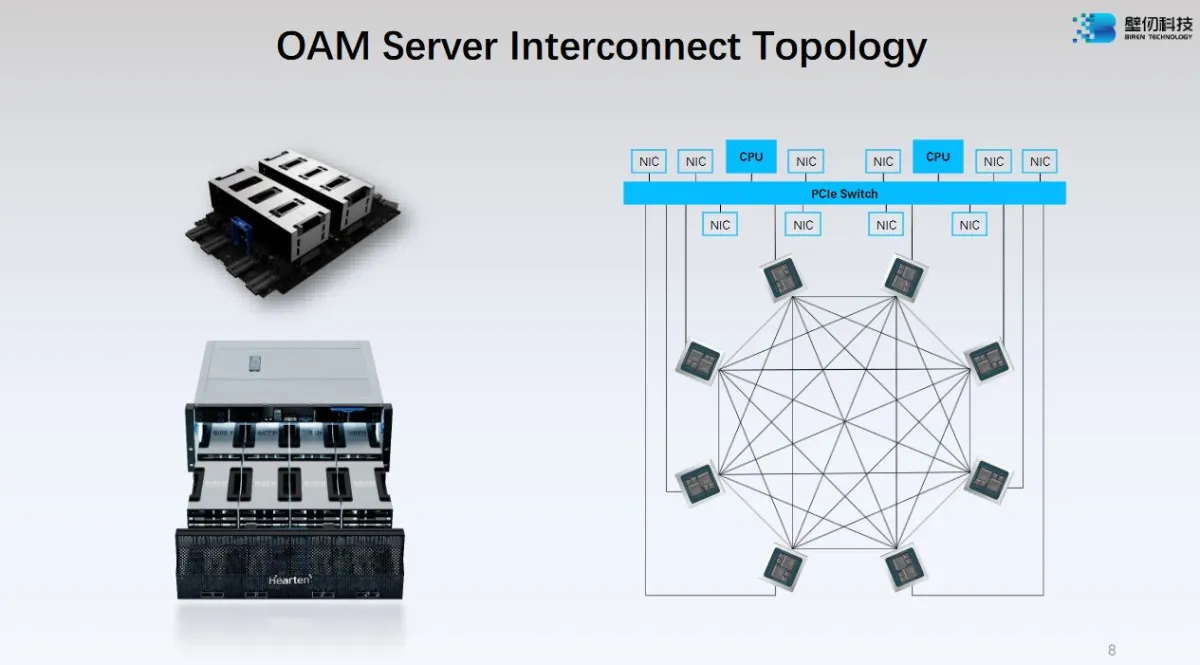 OAM Server Interconnect Topology
壁仞科技
BIREN TECHNOLOGY
NIC
NIC
CPU
NIC
NIC
CPU
NIC
NIC
PCIe Switch
NIC
NIC
NIC
NIC
Hearten
8